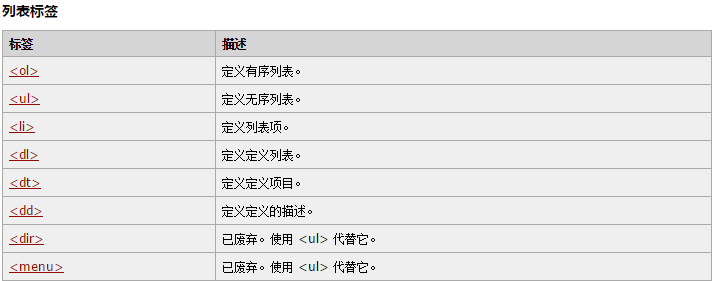 列表标签
标签 描述
<ol> 定义有序列表。
<ul> 定义无序列表。
<li> 定义列表项。
<dl> 定义定义列表。
<dt> 定义定义项目。
<dd> 定义定义的描述。
<dir> 已废弃。使用 <ul> 代替它。
<menu> 已废弃。使用 <ul> 代替它。